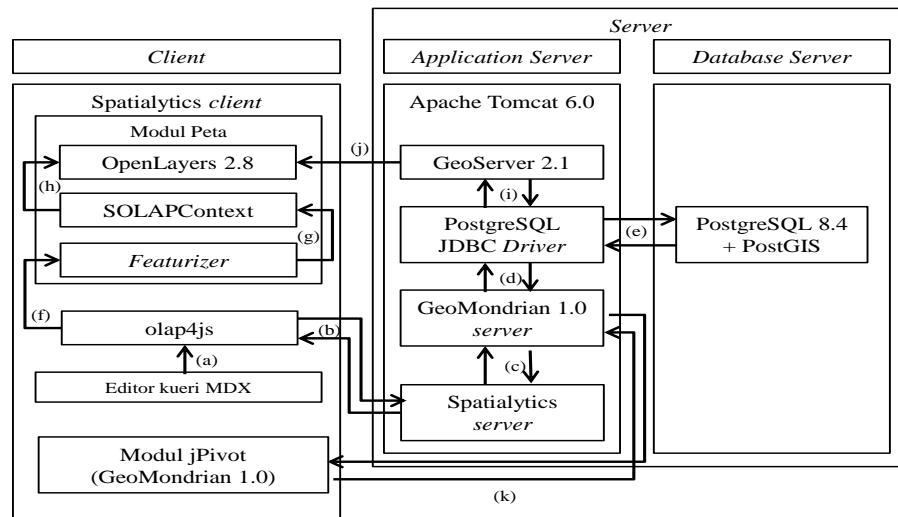 Server
Client
Application Server
Database Server
Spatialytics client
Apache Tomcat 6.0
Modul Peta
OpenLayers 2.8
(j)
GeoServer 2.1
(h)
(i)
SOLAPContext
PostgreSQL
JDBC Driver
(e)
PostgreSQL 8.4
+ PostGIS
(g)
Featurizer
(d)
(f)
olap4js
(b)
GeoMondrian 1.0
server
(a)
(c)
Editor kueri MDX
Spatialytics
server
Modul jPivot
(GeoMondrian 1.0)
(k)